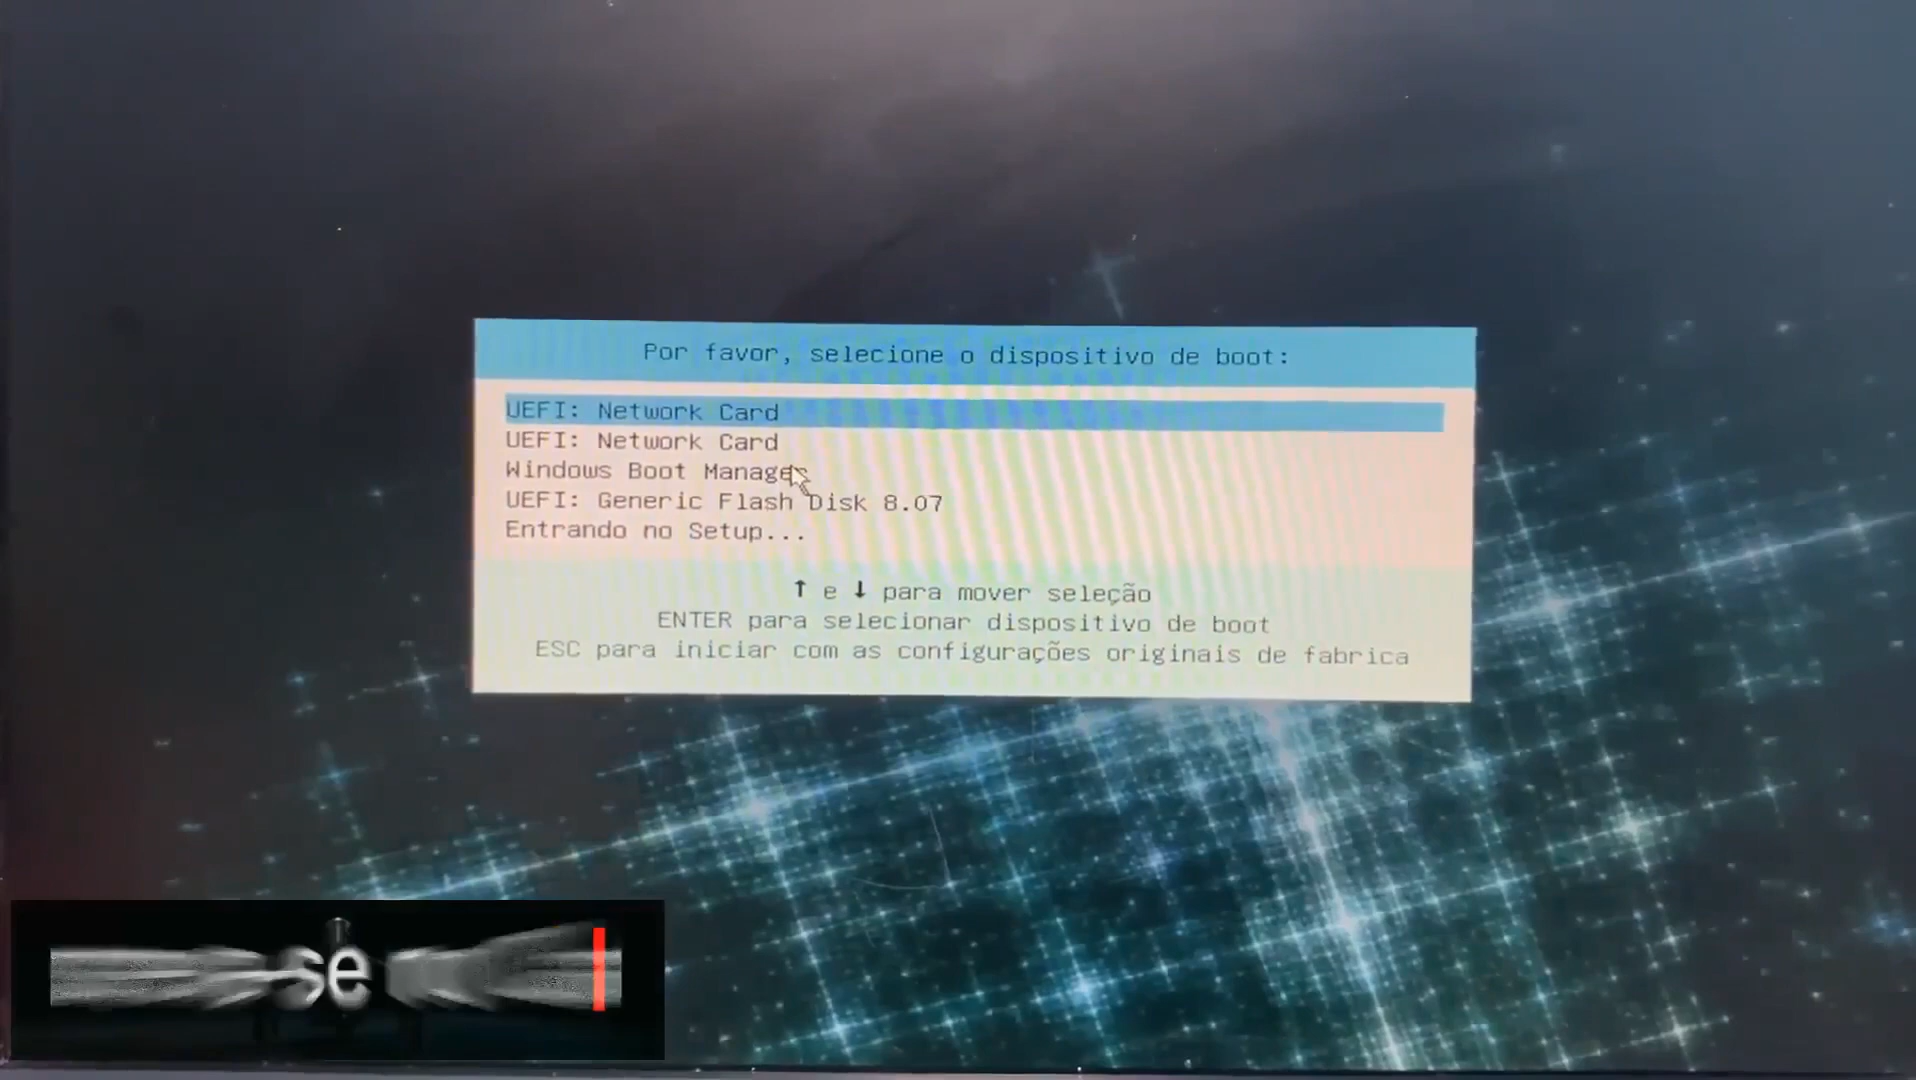 Por favor, selecione o dispositivo de boot:
UEFI: Network Card
UEFI: Network Card
Windows Boot Manager
UEFI: Generic Flash Disk 8.07
Entrando no Setup...
↑ e ↓ para mover seleção
ENTER para selecionar dispositivo de boot
ESC para iniciar com as configurações originais de fabrica
se